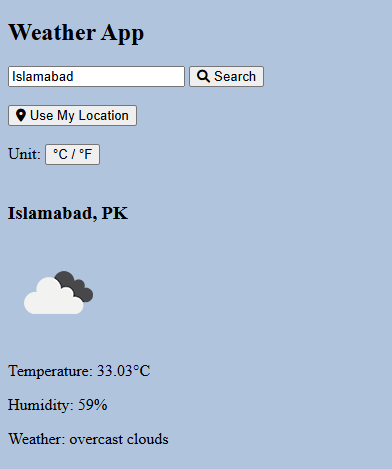 Weather App
Islamabad Search
Use My Location
Unit: °C / °F
Islamabad, PK
Temperature: 33.03°C
Humidity: 59%
Weather: overcast clouds